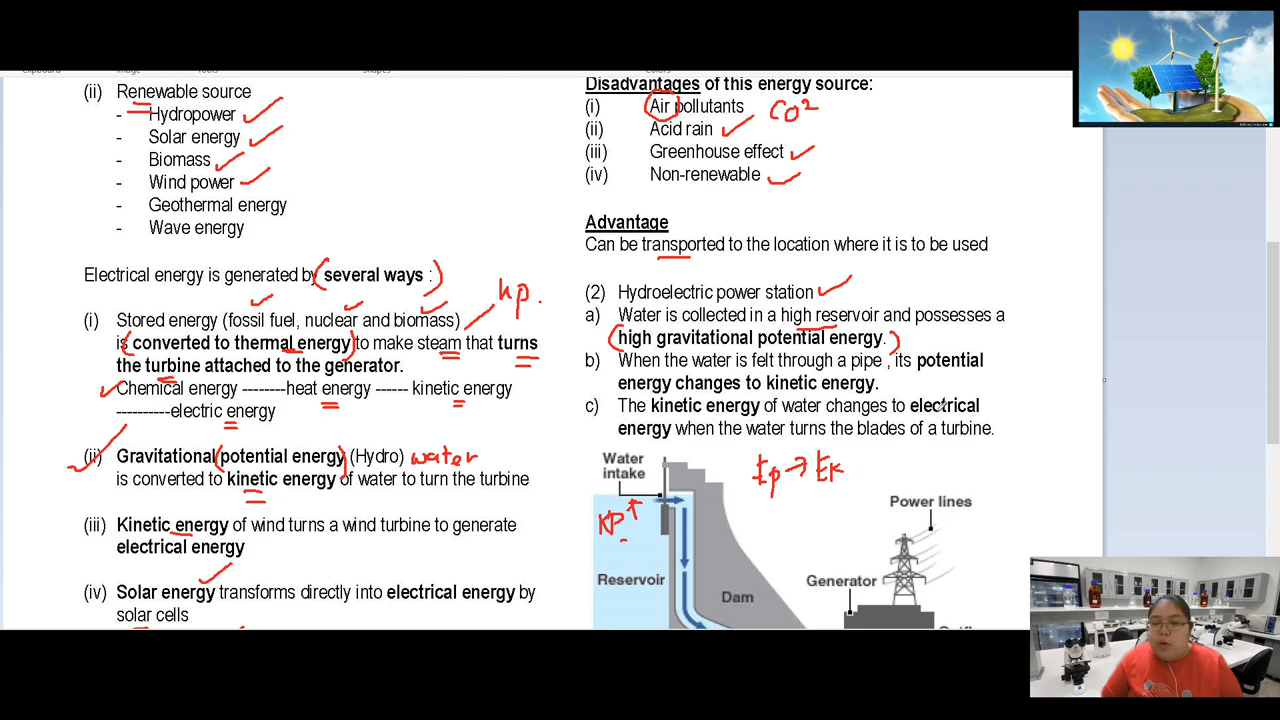 (ii) Renewable source
- Hydropower
- Solar energy
- Biomass
- Wind power
- Geothermal energy
- Wave energy
Electrical energy is generated by several ways :
kp.
(i) Stored energy (fossil fuel, nuclear and biomass)
is converted to thermal energy to make steam that turns
the turbine attached to the generator.
Chemical energy --------heat energy ------ kinetic energy
----------electric energy
(ii) Gravitational potential energy (Hydro) water
is converted to kinetic energy of water to turn the turbine
(iii) Kinetic energy of wind turns a wind turbine to generate
electrical energy
(iv) Solar energy transforms directly into electrical energy by
solar cells
Disadvantages of this energy source:
(i) Air pollutants CO²
(ii) Acid rain
(iii) Greenhouse effect
(iv) Non-renewable
Advantage
Can be transported to the location where it is to be used
(2) Hydroelectric power station
a) Water is collected in a high reservoir and possesses a
high gravitational potential energy.
b) When the water is felt through a pipe , its potential
energy changes to kinetic energy.
c) The kinetic energy of water changes to electrical
energy when the water turns the blades of a turbine.
Water
intake
Ep → Ek
KP
Power lines
Reservoir
Generator
Dam